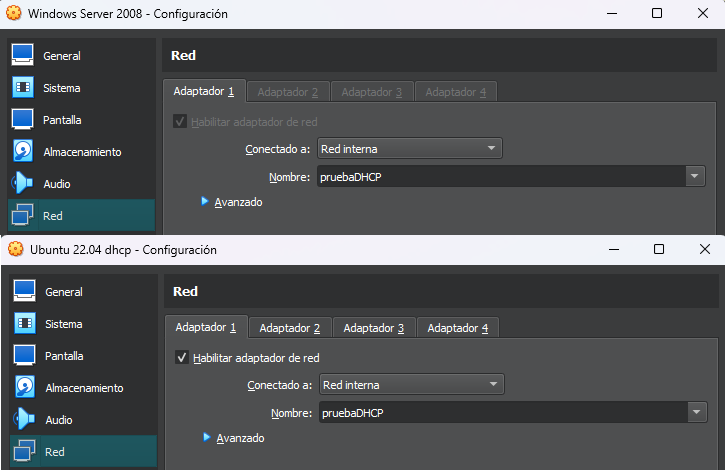 Windows Server 2008 - Configuración
General
Sistema
Pantalla
Almacenamiento
Audio
Red
Red
Adaptador 1 Adaptador 2 Adaptador 3 Adaptador 4
Habilitar adaptador de red
Conectado a: Red interna
Nombre: pruebaDHCP
Avanzado
Ubuntu 22.04 dhcp - Configuración
General
Sistema
Pantalla
Almacenamiento
Audio
Red
Red
Adaptador 1 Adaptador 2 Adaptador 3 Adaptador 4
Habilitar adaptador de red
Conectado a: Red interna
Nombre: pruebaDHCP
Avanzado